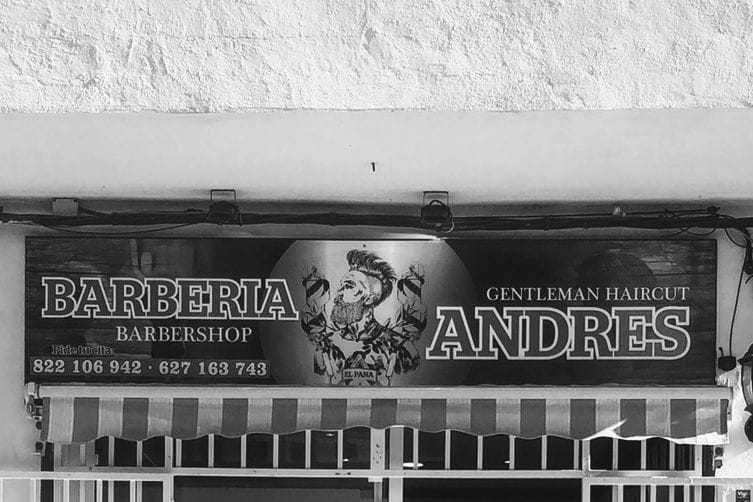 BARBERIA
BARBERSHOP
Pide tu cita:
822 106 942 · 627 163 743
EL PANA
GENTLEMAN HAIRCUT
ANDRES